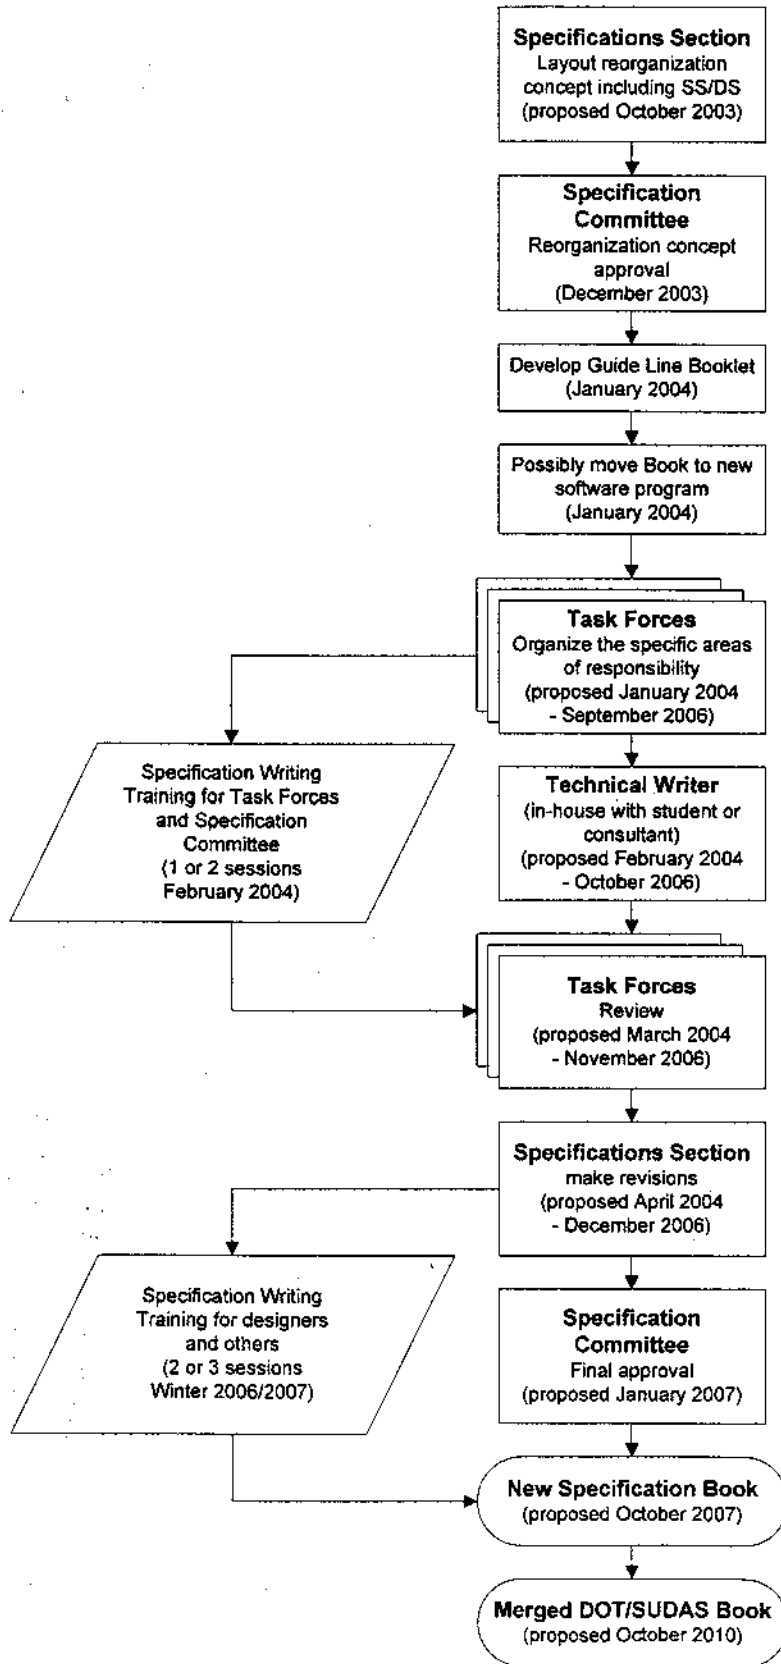 Specifications Section
Layout reorganization
concept including SS/DS
(proposed October 2003)
Specification
Committee
Reorganization concept
approval
(December 2003)
Develop Guide Line Booklet
(January 2004)
Possibly move Book to new
software program
(January 2004)
Task Forces
Organize the specific areas
of responsibility
(proposed January 2004
- September 2006)
Specification Writing
Training for Task Forces
and Specification
Committee
(1 or 2 sessions
February 2004)
Technical Writer
(in-house with student or
consultant)
(proposed February 2004
- October 2006)
Task Forces
Review
(proposed March 2004
- November 2006)
Specifications Section
make revisions
(proposed April 2004
- December 2006)
Specification Writing
Training for designers
and others
(2 or 3 sessions
Winter 2006/2007)
Specification
Committee
Final approval
(proposed January 2007)
New Specification Book
(proposed October 2007)
Merged DOT/SUDAS Book
(proposed October 2010)